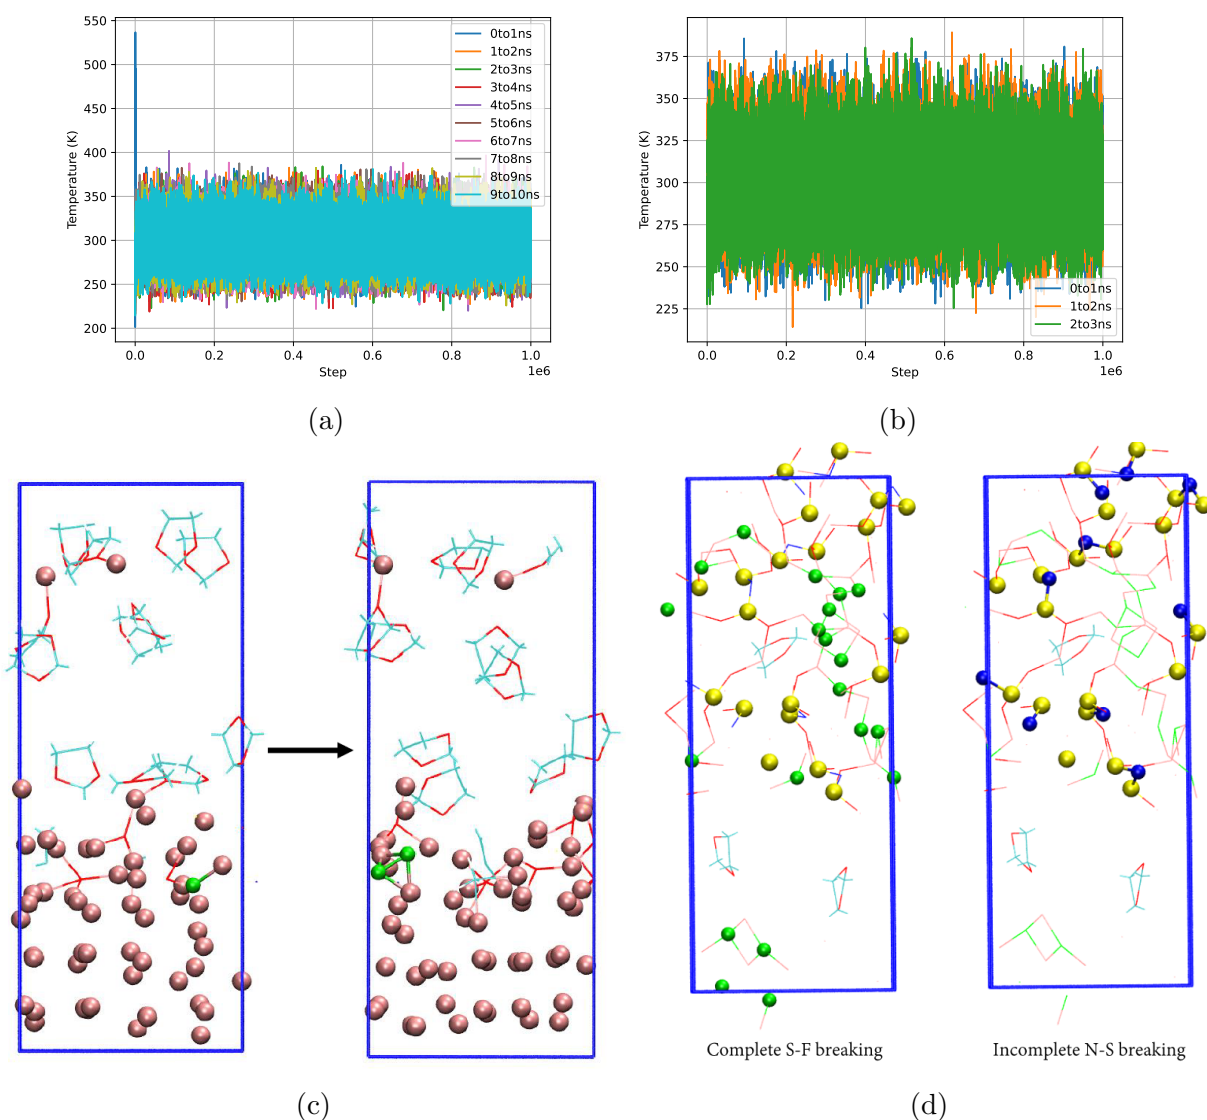 550
500
450
400
350
300
250
200
Temperature (K)
0.0 0.2 0.4 0.6 0.8 1.0
1e6
Step
0to1ns
1to2ns
2to3ns
3to4ns
4to5ns
5to6ns
6to7ns
7to8ns
8to9ns
9to10ns
(a)
375
350
325
300
275
250
225
Temperature (K)
0.0 0.2 0.4 0.6 0.8 1.0
1e6
Step
0to1ns
1to2ns
2to3ns
(b)
(c)
Complete S-F breaking
Incomplete N-S breaking
(d)